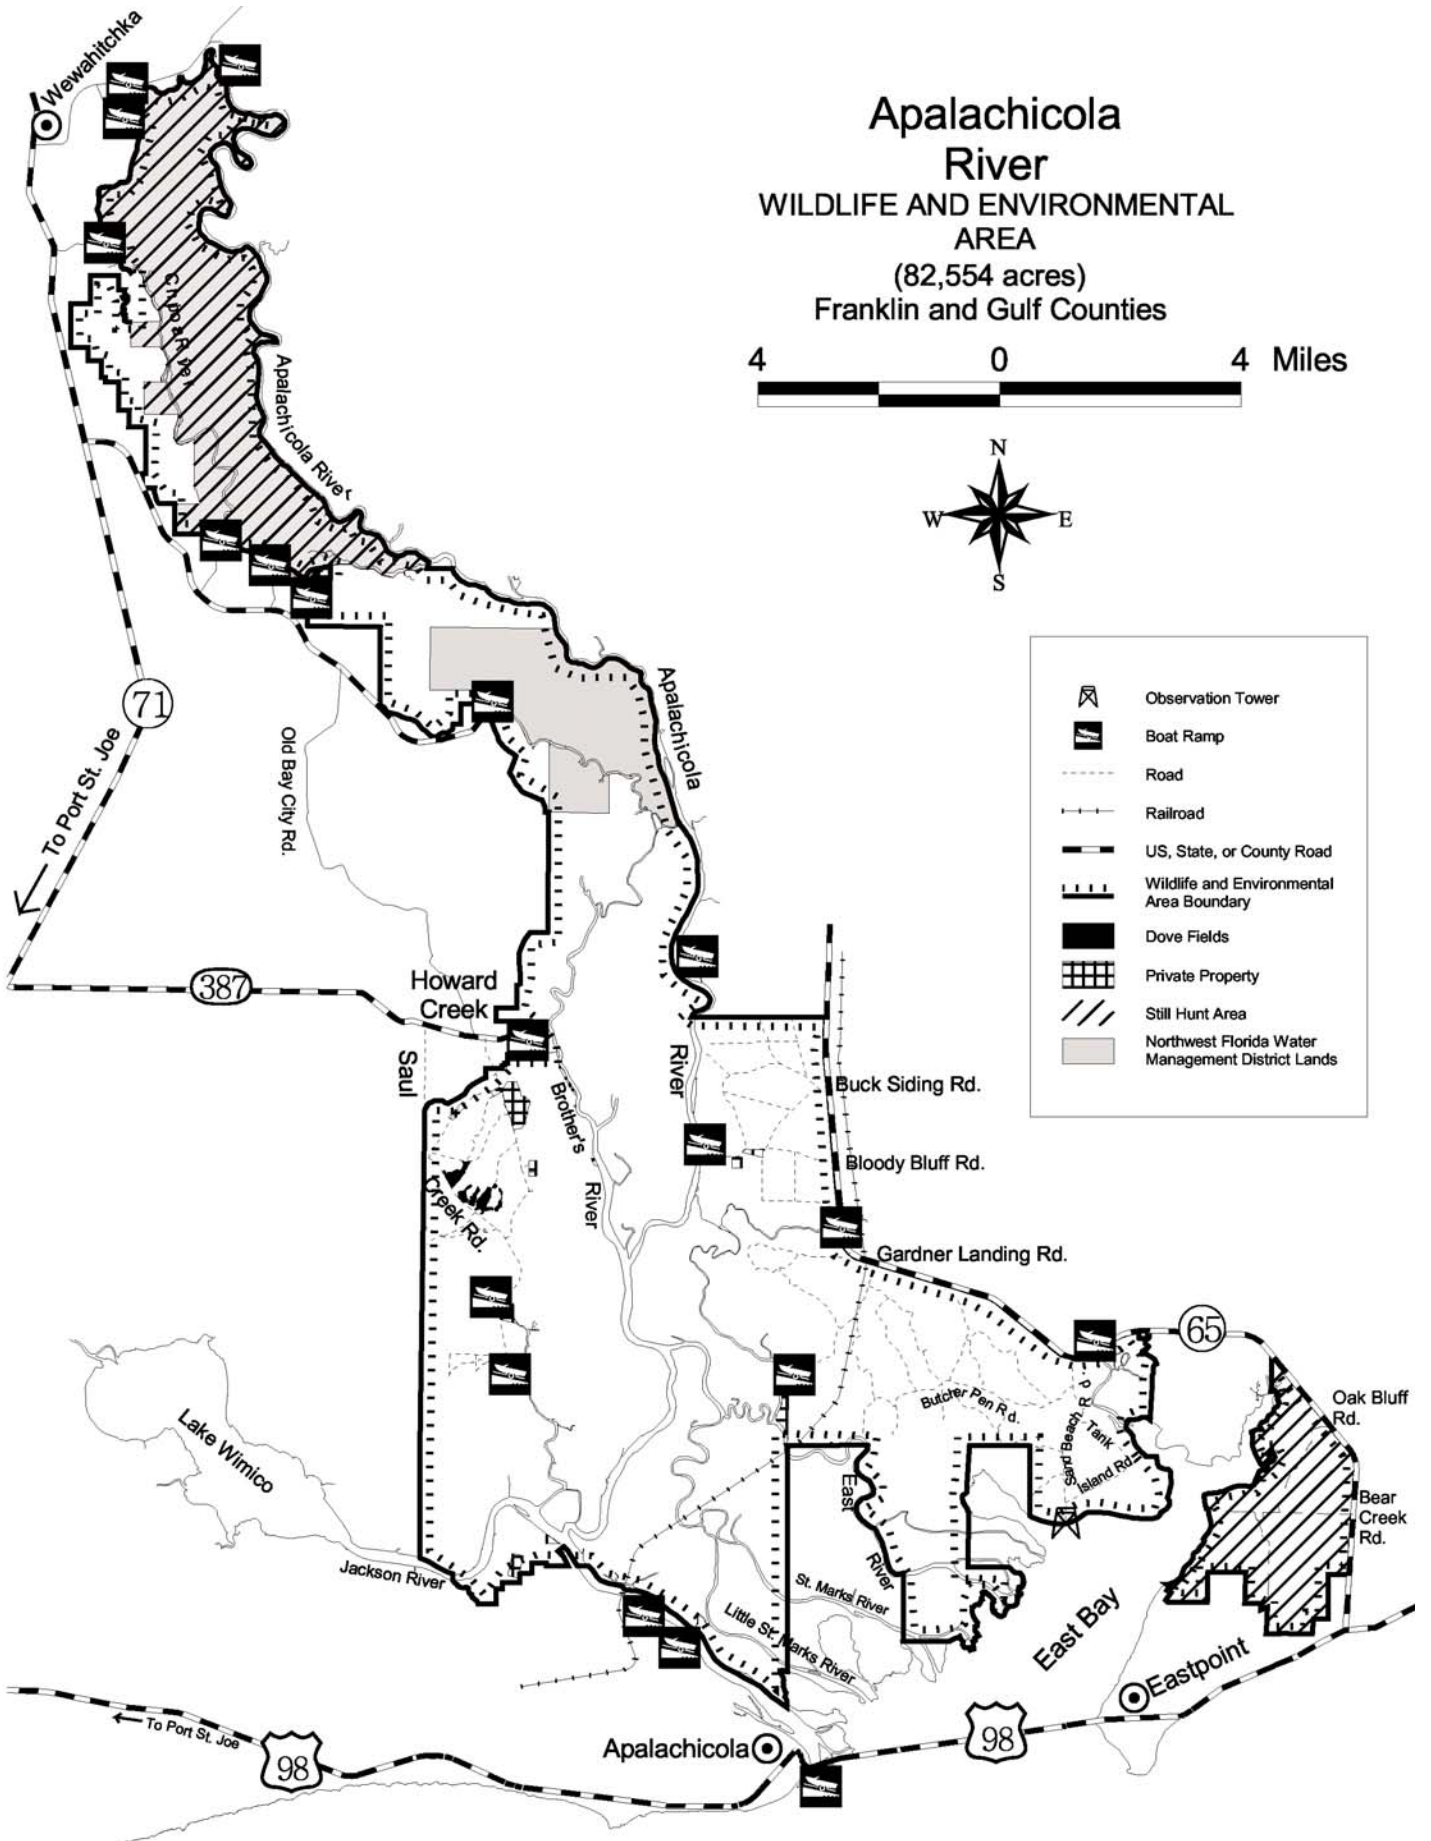 Apalachicola
River
WILDLIFE AND ENVIRONMENTAL
AREA
(82,554 acres)
Franklin and Gulf Counties
4 0 4 Miles
N
W E
S
Observation Tower
Boat Ramp
Road
Railroad
US, State, or County Road
Wildlife and Environmental
Area Boundary
Dove Fields
Private Property
Still Hunt Area
Northwest Florida Water
Management District Lands
Wewahitchka
Apalachicola River
71
To Port St. Joe
Old Bay City Rd.
Apalachicola
River
387
Howard
Creek
Saul
Creek Rd.
Brother's
River
Buck Siding Rd.
Bloody Bluff Rd.
Gardner Landing Rd.
65
Oak Bluff
Rd.
Bear
Creek
Rd.
Butcher Pen Rd.
Sand Beach Rd
Tank
Island Rd.
Lake Wimico
Jackson River
East
River
St. Marks River
Little St. Marks River
East Bay
Eastpoint
Apalachicola
98
To Port St. Joe
98